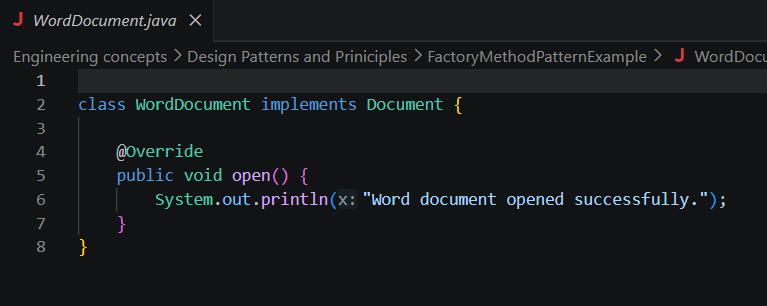 J WordDocument.java ×
Engineering concepts > Design Patterns and Priniciples > FactoryMethodPatternExample > J WordDocu
1
2 class WordDocument implements Document {
3
4 @Override
5 public void open() {
6 System.out.println(x: "Word document opened successfully.");
7 }
8 }